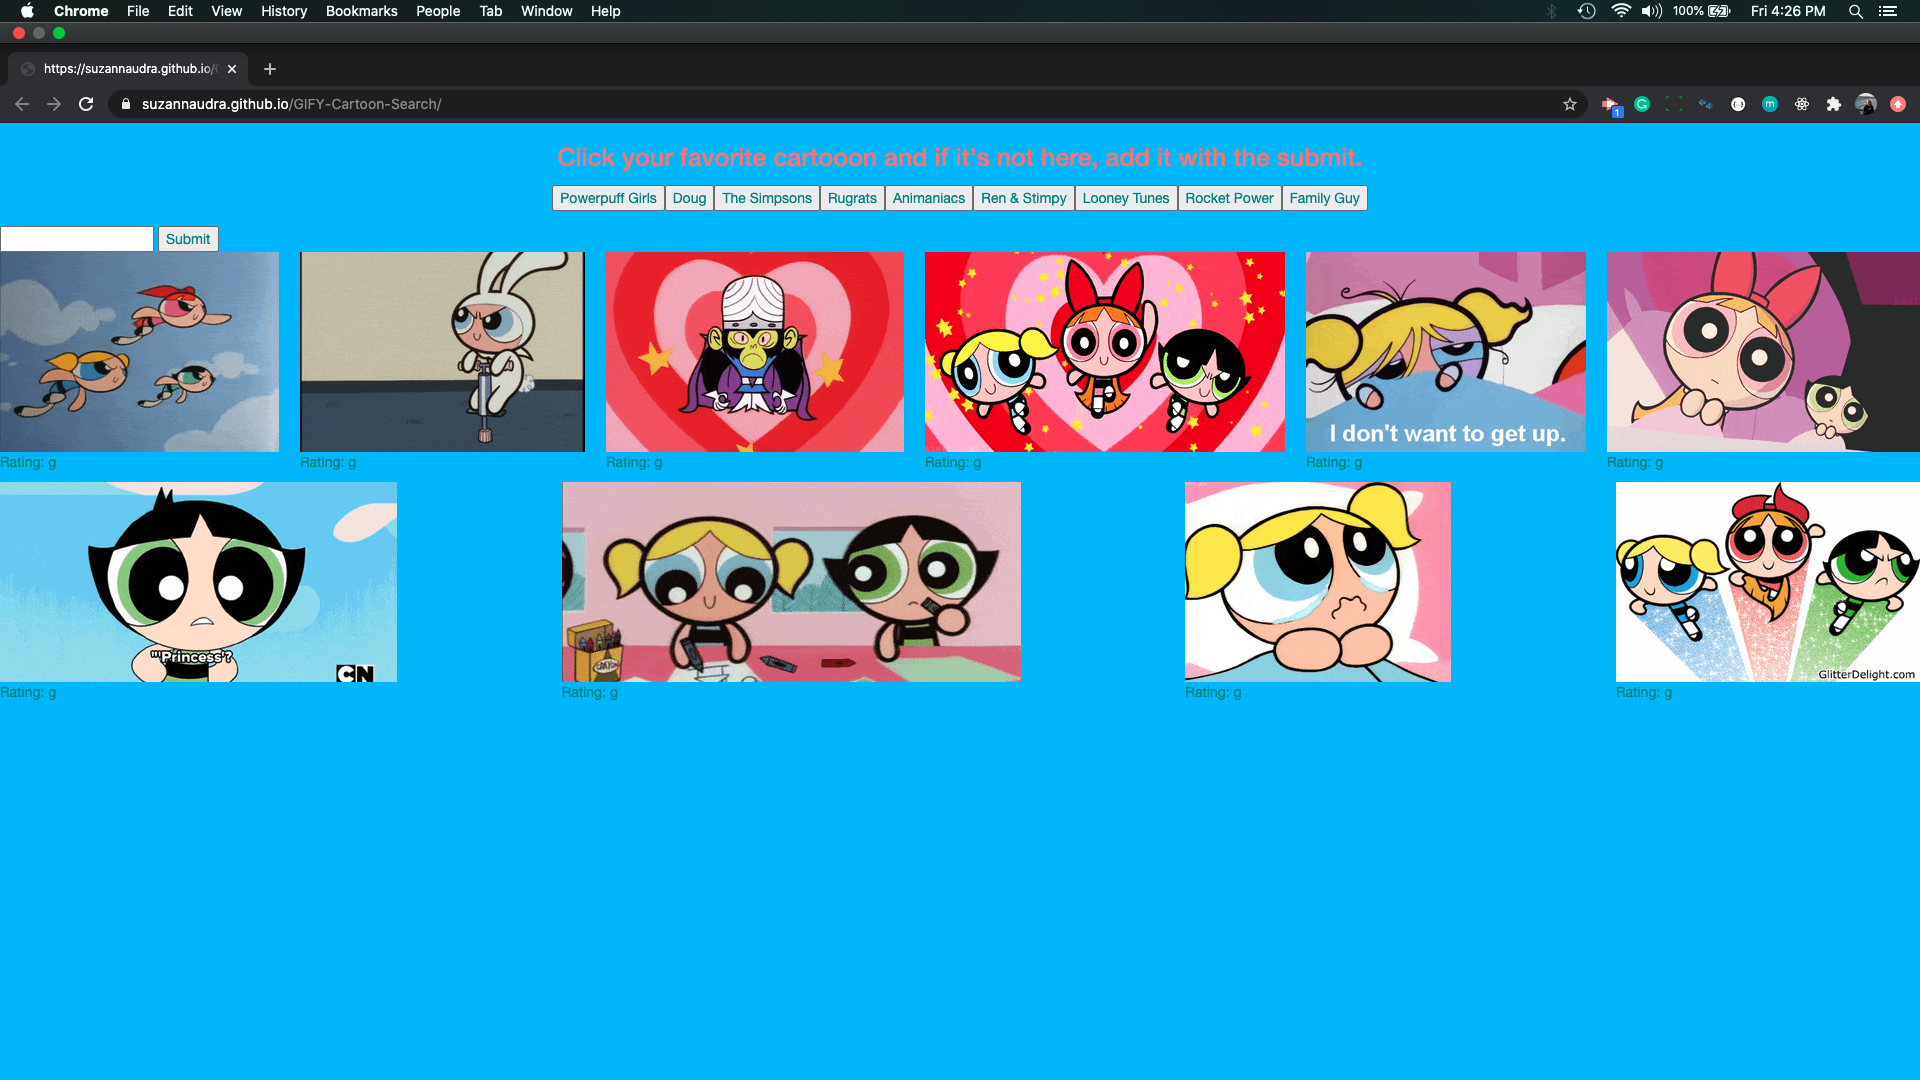 Chrome File Edit View History Bookmarks People Tab Window Help 100% Fri 4:26 PM
https://suzannaudra.github.io/
suzannaudra.github.io/GIFY-Cartoon-Search/
1
Click your favorite cartooon and if it's not here, add it with the submit.
Powerpuff Girls Doug The Simpsons Rugrats Animaniacs Ren & Stimpy Looney Tunes Rocket Power Family Guy
Submit
I don't want to get up.
Rating: g Rating: g Rating: g Rating: g Rating: g Rating: g
"'Princess'?
CN
GlitterDelight.com
Rating: g Rating: g Rating: g Rating: g